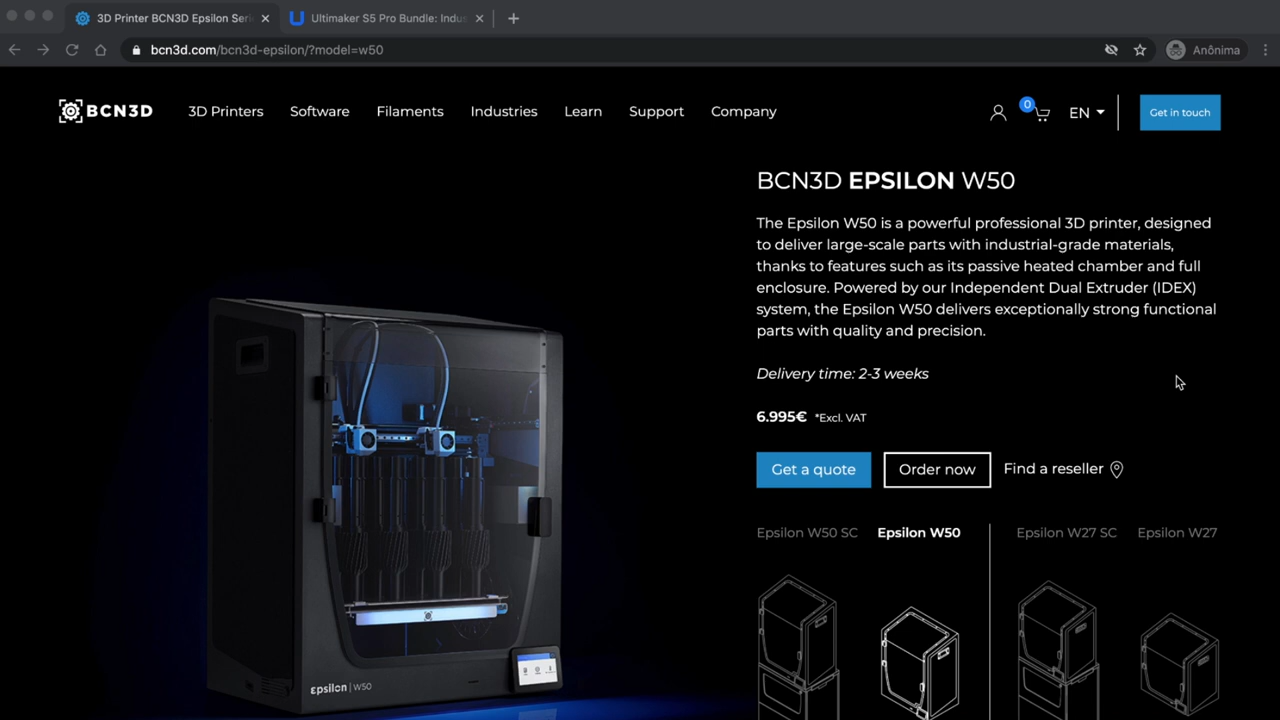 3D Printer BCN3D Epsilon Seri
Ultimaker S5 Pro Bundle: Indus
bcn3d.com/bcn3d-epsilon/?model=w50
Anônima
BCN3D
3D Printers
Software
Filaments
Industries
Learn
Support
Company
0
EN
Get in touch
BCN3D EPSILON W50
The Epsilon W50 is a powerful professional 3D printer, designed
to deliver large-scale parts with industrial-grade materials,
thanks to features such as its passive heated chamber and full
enclosure. Powered by our Independent Dual Extruder (IDEX)
system, the Epsilon W50 delivers exceptionally strong functional
parts with quality and precision.
Delivery time: 2-3 weeks
6.995€ *Excl. VAT
Get a quote
Order now
Find a reseller
Epsilon W50 SC
Epsilon W50
Epsilon W27 SC
Epsilon W27
epsilon | W50